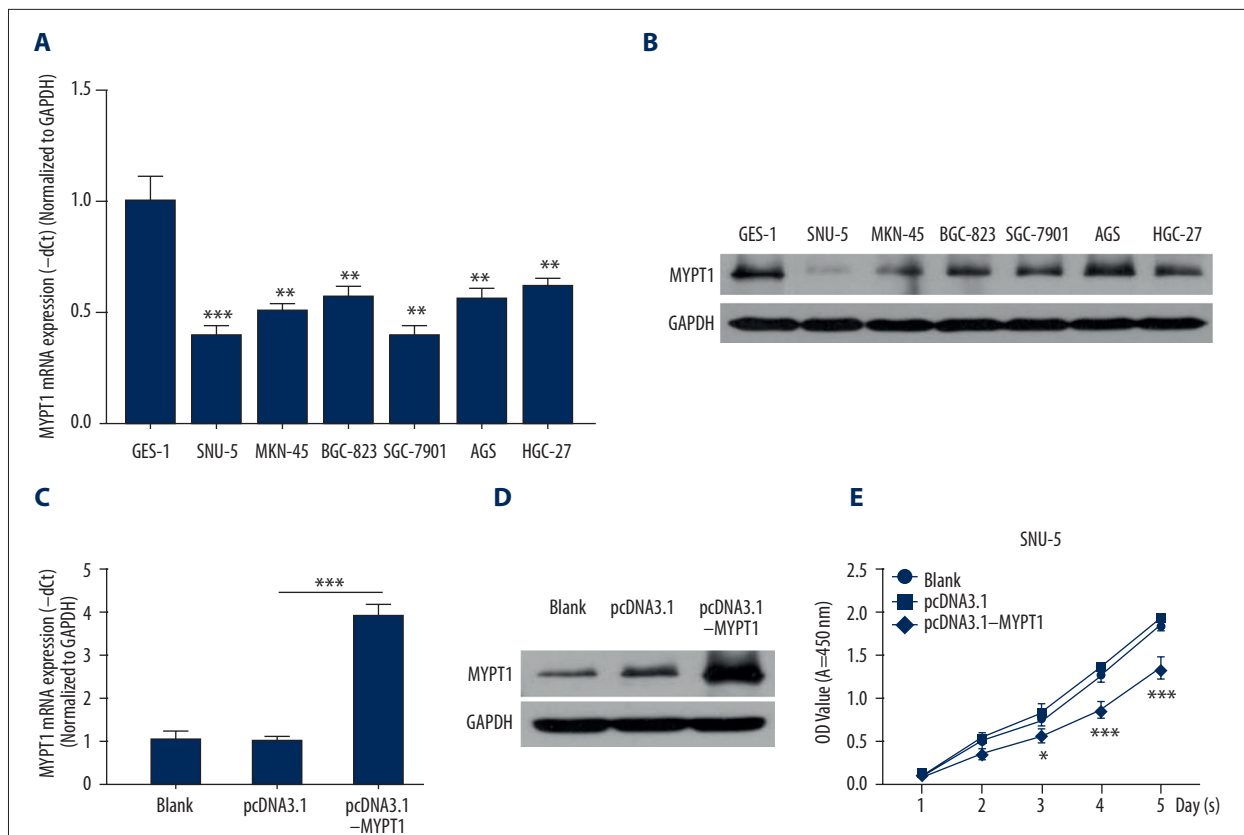 A
MYPT1 mRNA expression (–dCt) (Normalized to GAPDH)
1.5
1.0
0.5
0.0
***
**
**
**
**
**
GES-1 SNU-5 MKN-45 BGC-823 SGC-7901 AGS HGC-27
B
GES-1 SNU-5 MKN-45 BGC-823 SGC-7901 AGS HGC-27
MYPT1
GAPDH
C
MYPT1 mRNA expression (–dCt)
(Normalized to GAPDH)
5
4
3
2
1
0
***
Blank pcDNA3.1 pcDNA3.1
–MYPT1
D
Blank pcDNA3.1 pcDNA3.1
–MYPT1
MYPT1
GAPDH
E
SNU-5
OD Value (A=450 nm)
2.5
2.0
1.5
1.0
0.5
0.0
Blank
pcDNA3.1
pcDNA3.1–MYPT1
*
***
***
1 2 3 4 5 Day (s)